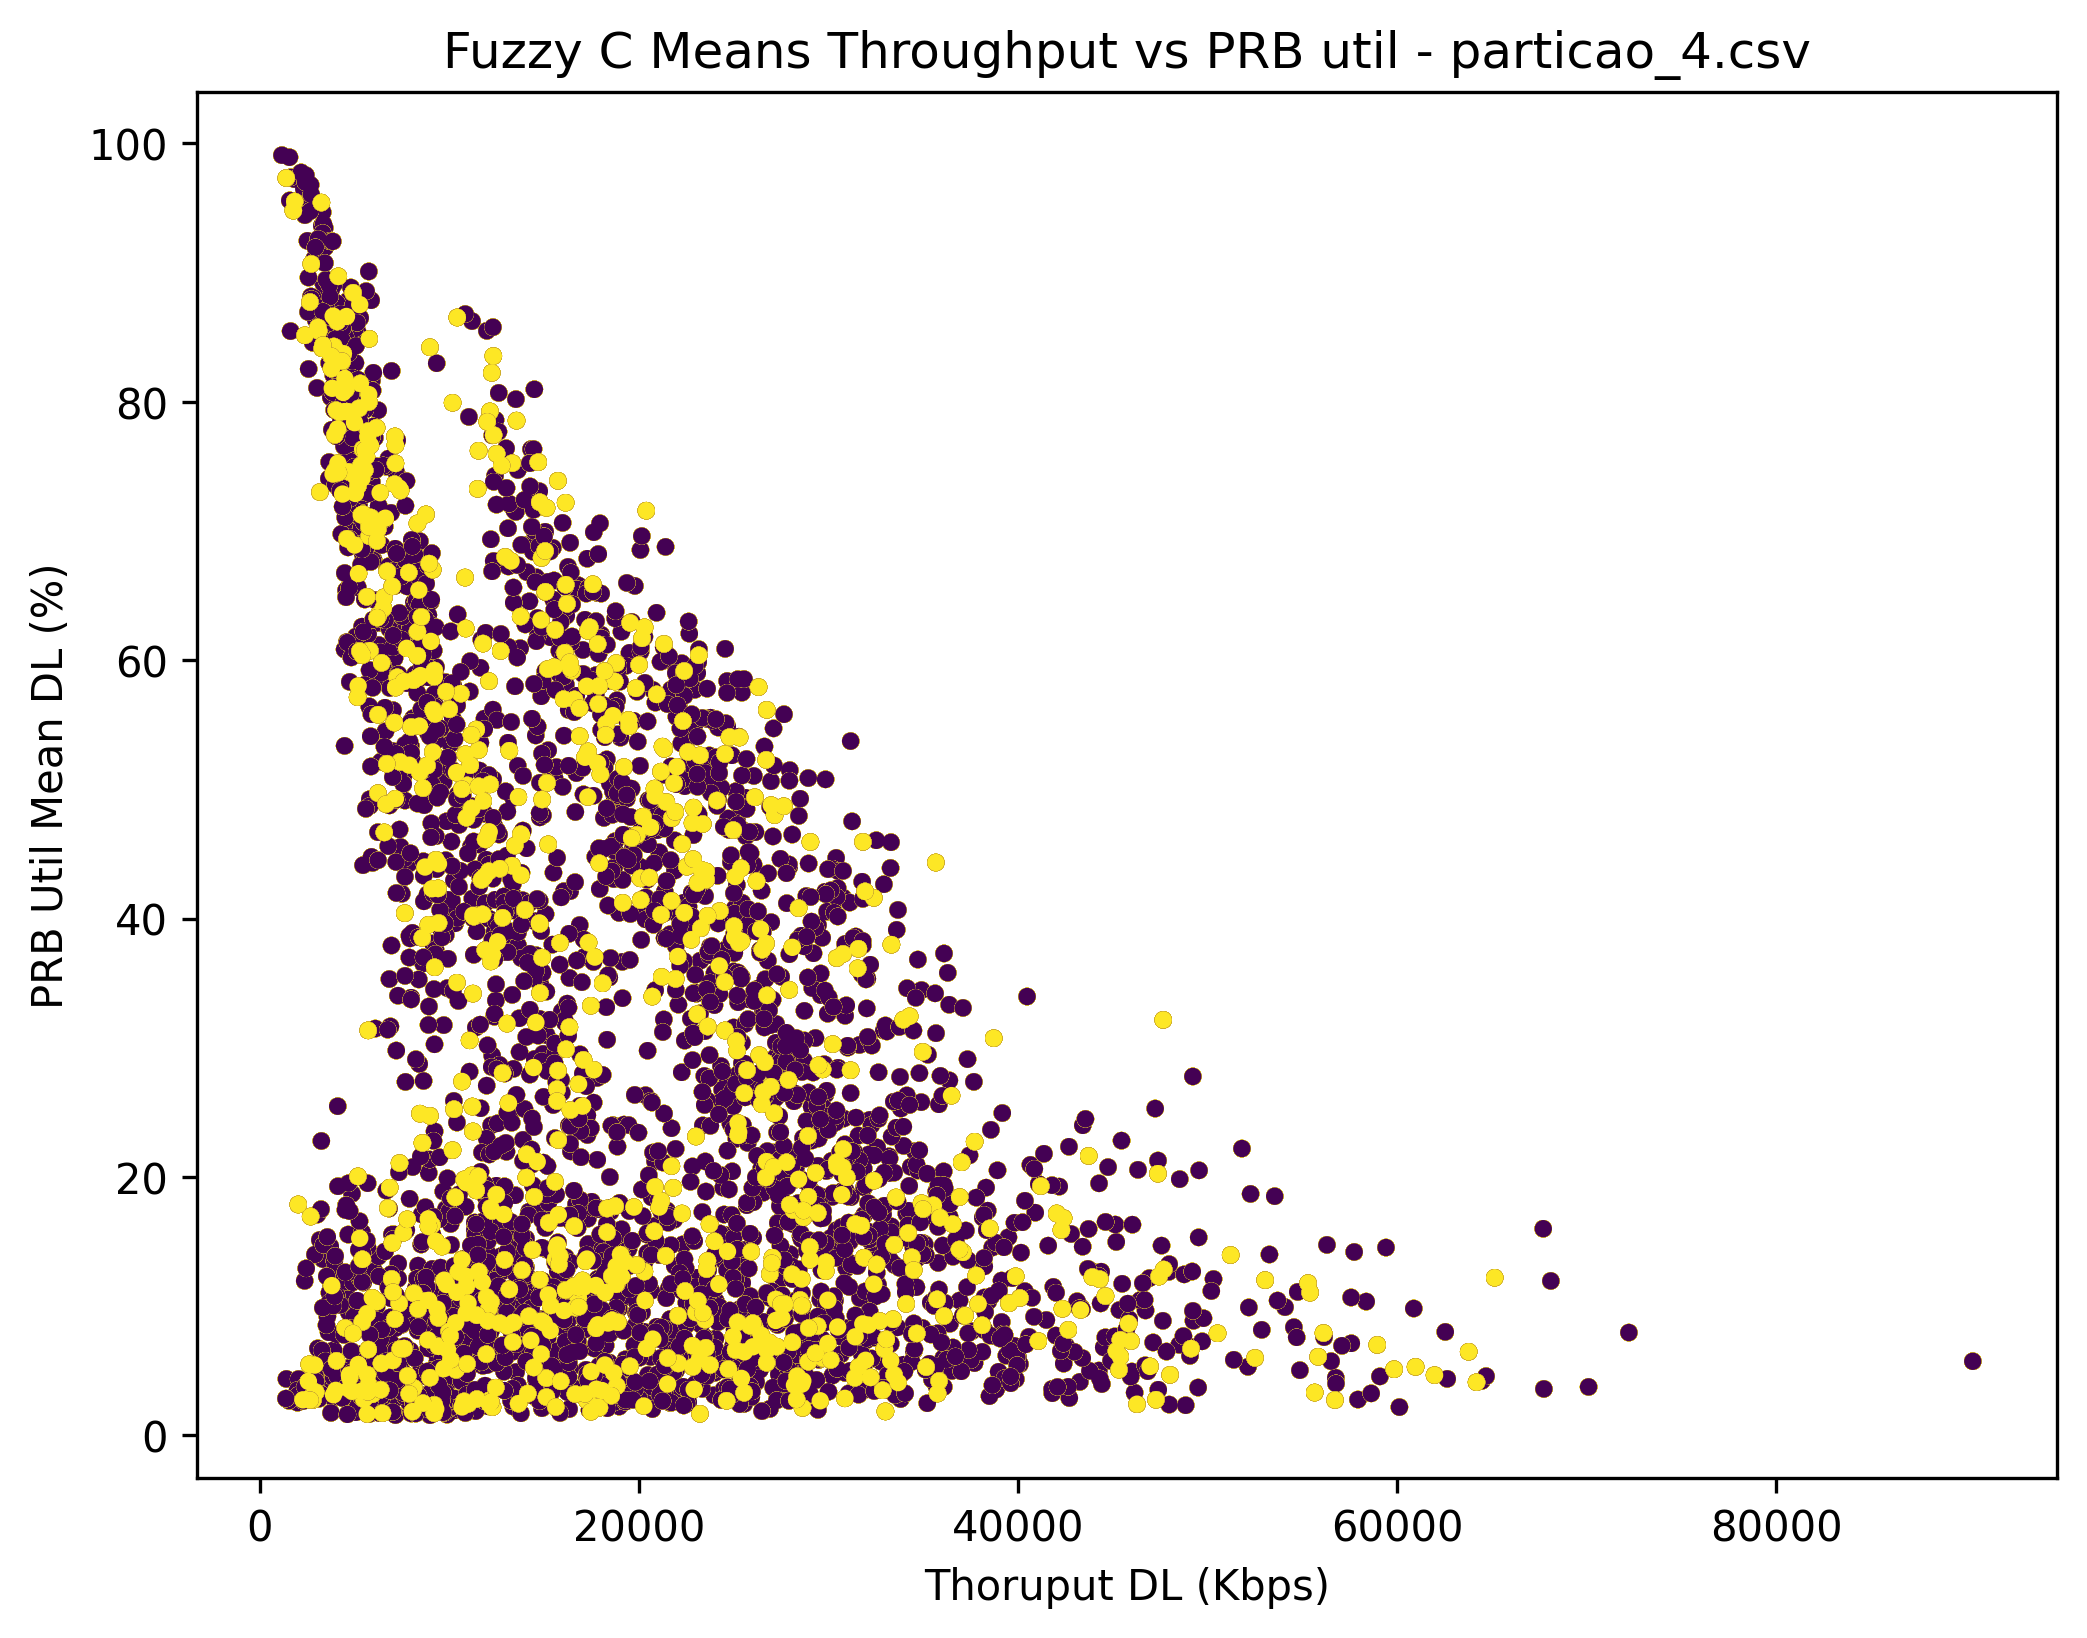 Fuzzy C Means Throughput vs PRB util - particao_4.csv
100
80
60
40
20
0
PRB Util Mean DL (%)
0 20000 40000 60000 80000
Thoruput DL (Kbps)